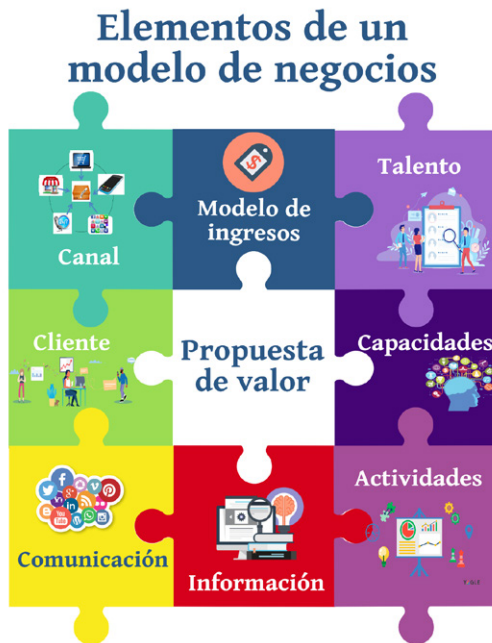 Elementos de un
modelo de negocios
Canal
Modelo de
ingresos
Talento
Cliente
Propuesta
de valor
Capacidades
Comunicación
Información
Actividades